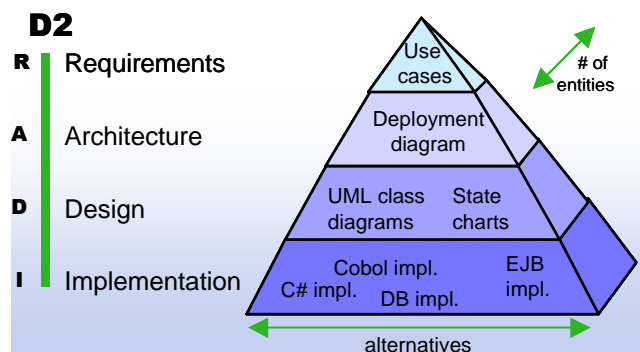 D2
R Requirements
A Architecture
D Design
I Implementation
Use
cases
Deployment
diagram
UML class
diagrams
State
charts
Cobol impl.
C# impl.
DB impl.
EJB
impl.
# of
entities
alternatives